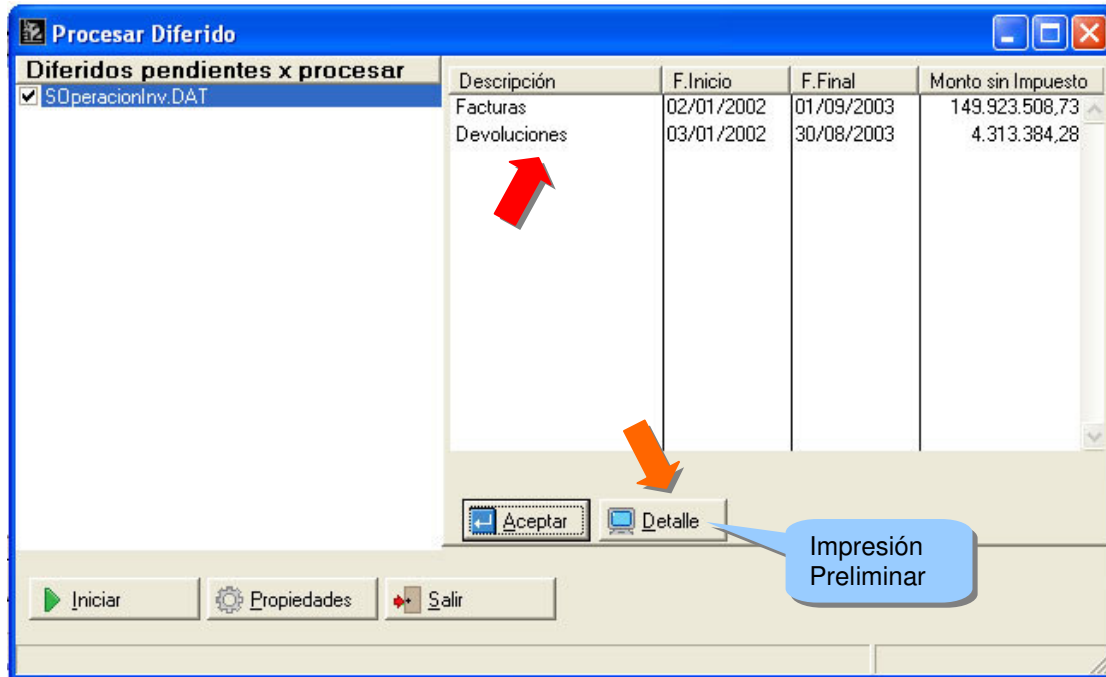 Procesar Diferido
Diferidos pendientes x procesar
SOperacionInv.DAT
Descripción F.Inicio F.Final Monto sin Impuesto
Facturas 02/01/2002 01/09/2003 149.923.508,73
Devoluciones 03/01/2002 30/08/2003 4.313.384,28
Aceptar Detalle
Impresión
Preliminar
Iniciar Propiedades Salir